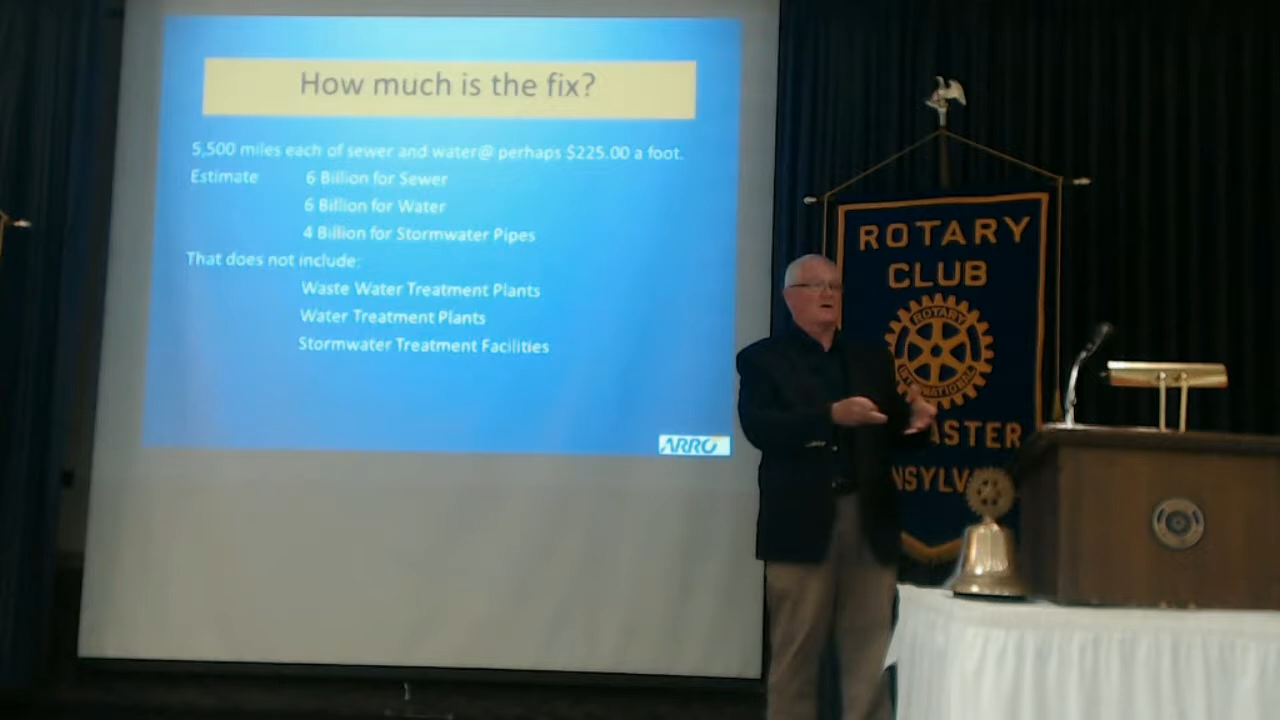 How much is the fix?
5,500 miles each of sewer and water@ perhaps $225.00 a foot.
Estimate 6 Billion for Sewer
6 Billion for Water
4 Billion for Stormwater Pipes
That does not include:
Waste Water Treatment Plants
Water Treatment Plants
Stormwater Treatment Facilities
ARRO
ROTARY
CLUB
ROTARY
INTERNATIONAL
ASTER
NSYLV